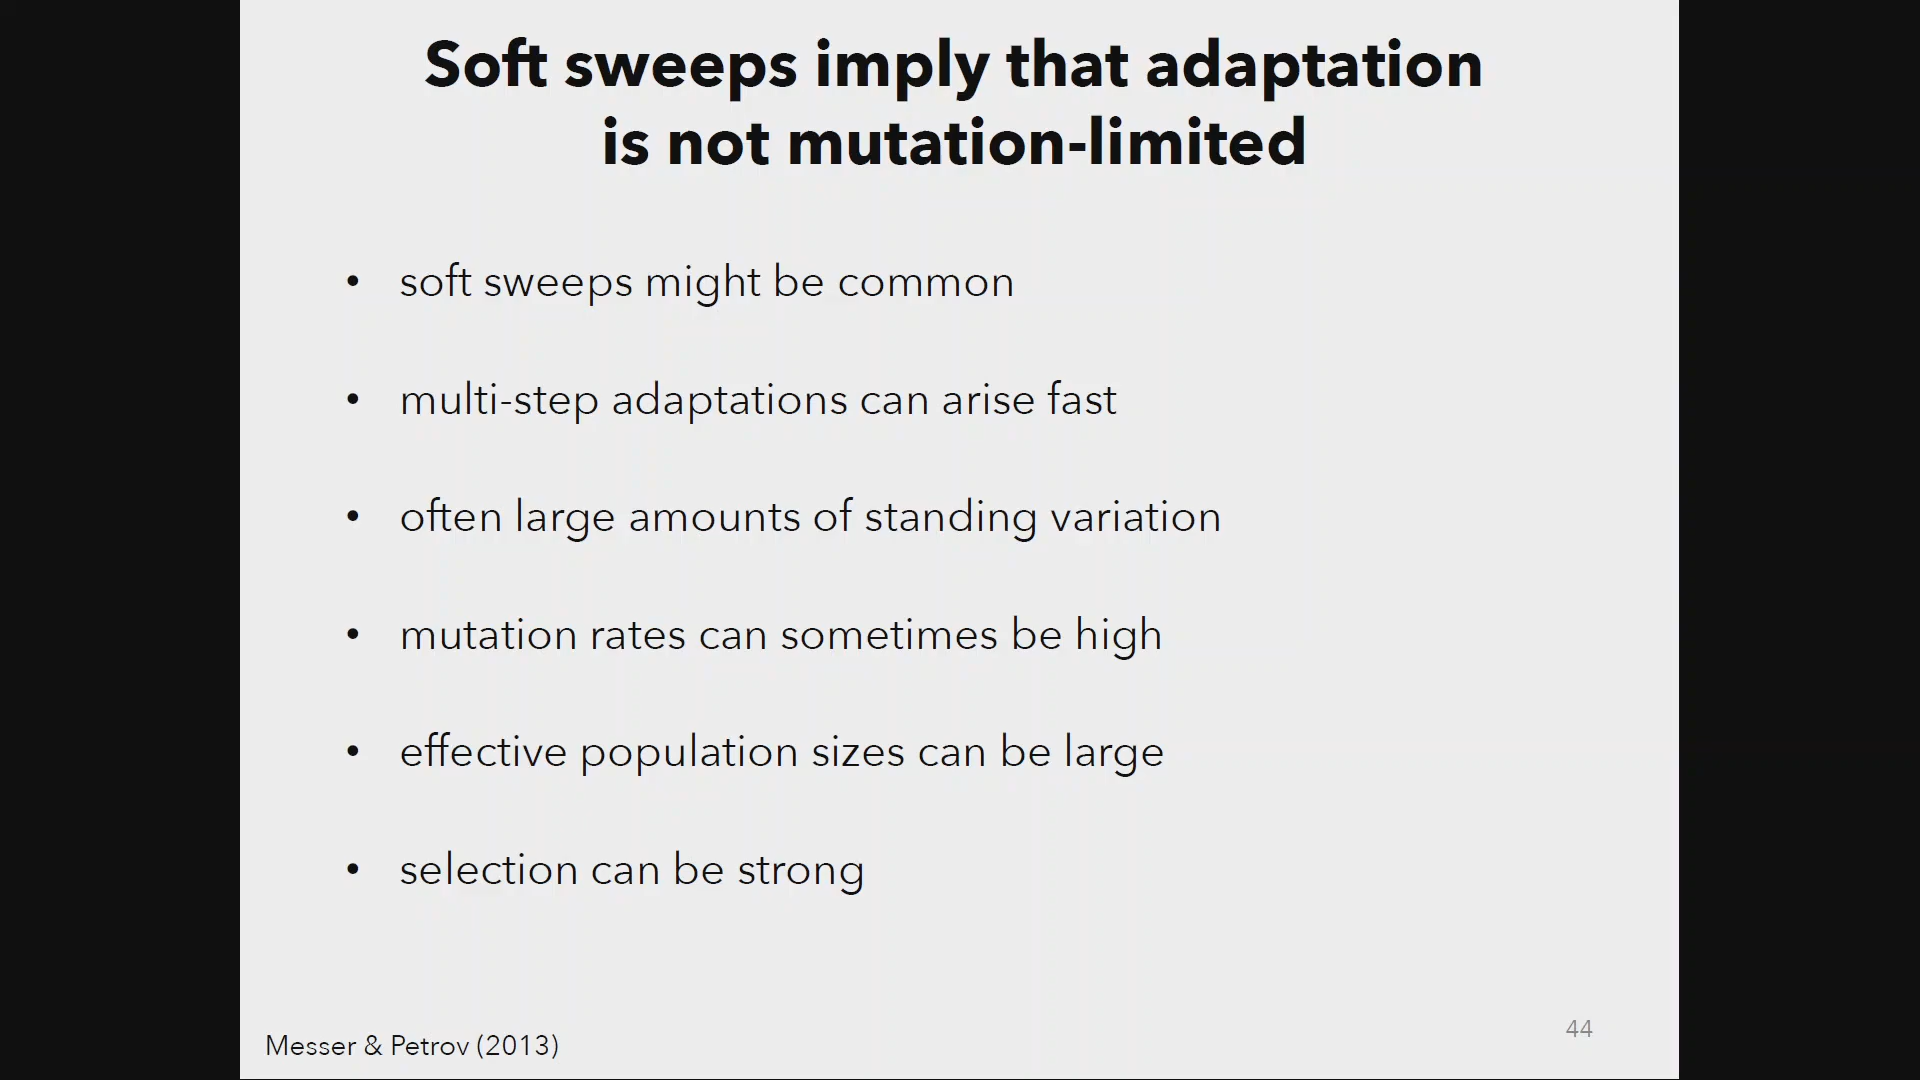 Soft sweeps imply that adaptation
is not mutation-limited
• soft sweeps might be common
• multi-step adaptations can arise fast
• often large amounts of standing variation
• mutation rates can sometimes be high
• effective population sizes can be large
• selection can be strong
Messer & Petrov (2013)
44